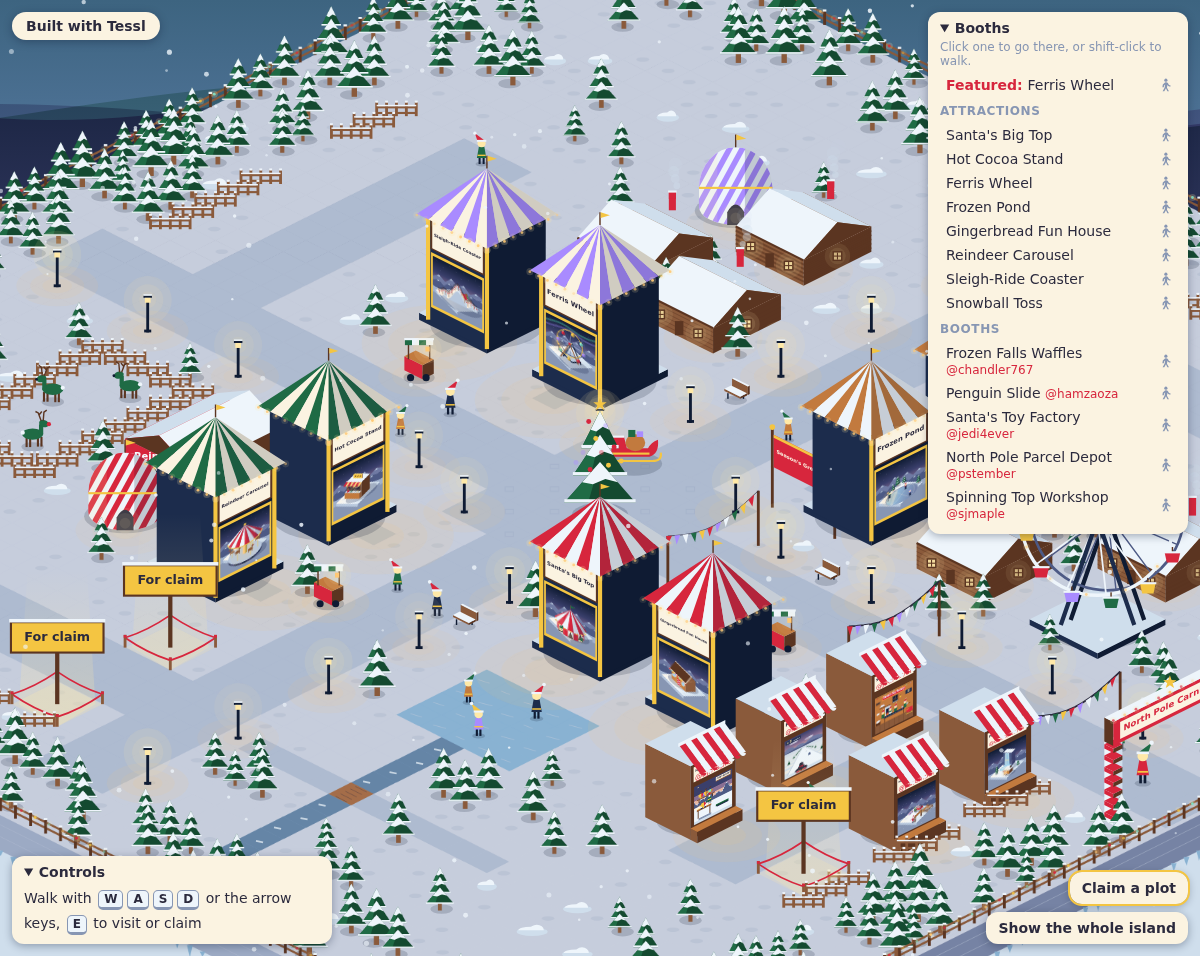 Built with Tessl
▼ Booths
Click one to go there, or shift-click to
walk.
Featured: Ferris Wheel
ATTRACTIONS
Santa's Big Top
Hot Cocoa Stand
Ferris Wheel
Frozen Pond
Gingerbread Fun House
Reindeer Carousel
Sleigh-Ride Coaster
Snowball Toss
BOOTHS
Frozen Falls Waffles
@chandler767
Penguin Slide @hamzaoza
Santa's Toy Factory
@jedi4ever
North Pole Parcel Depot
@pstember
Spinning Top Workshop
@sjmaple
Sleigh-Ride Coaster
Ferris Wheel
Hot Cocoa Stand
Frozen Pond
Reindeer Carousel
Santa's Big Top
Gingerbread Fun House
For claim
For claim
For claim
North Pole Carn
▼ Controls
Walk with W A S D or the arrow
keys, E to visit or claim
Claim a plot
Show the whole island